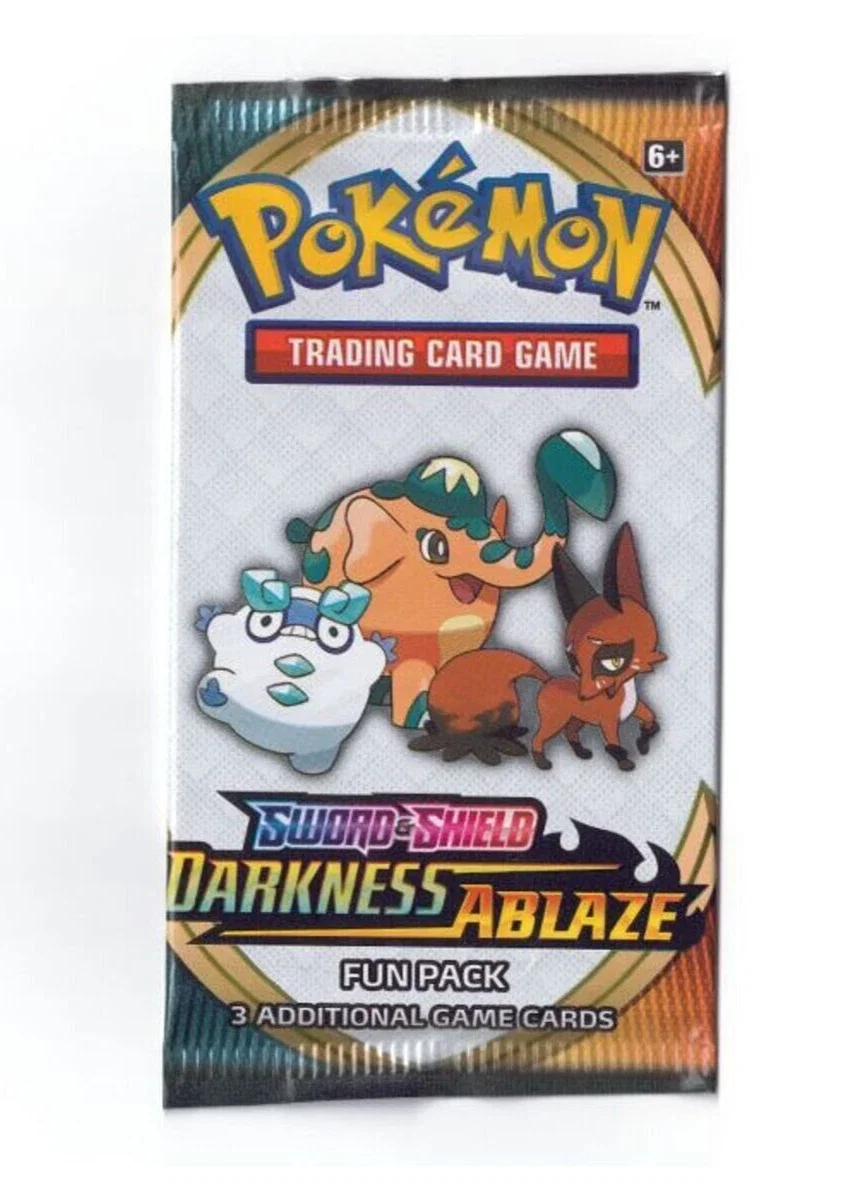 6+
POKéMON
TM
TRADING CARD GAME
SWORD & SHIELD
DARKNESS ABLAZE
FUN PACK
3 ADDITIONAL GAME CARDS